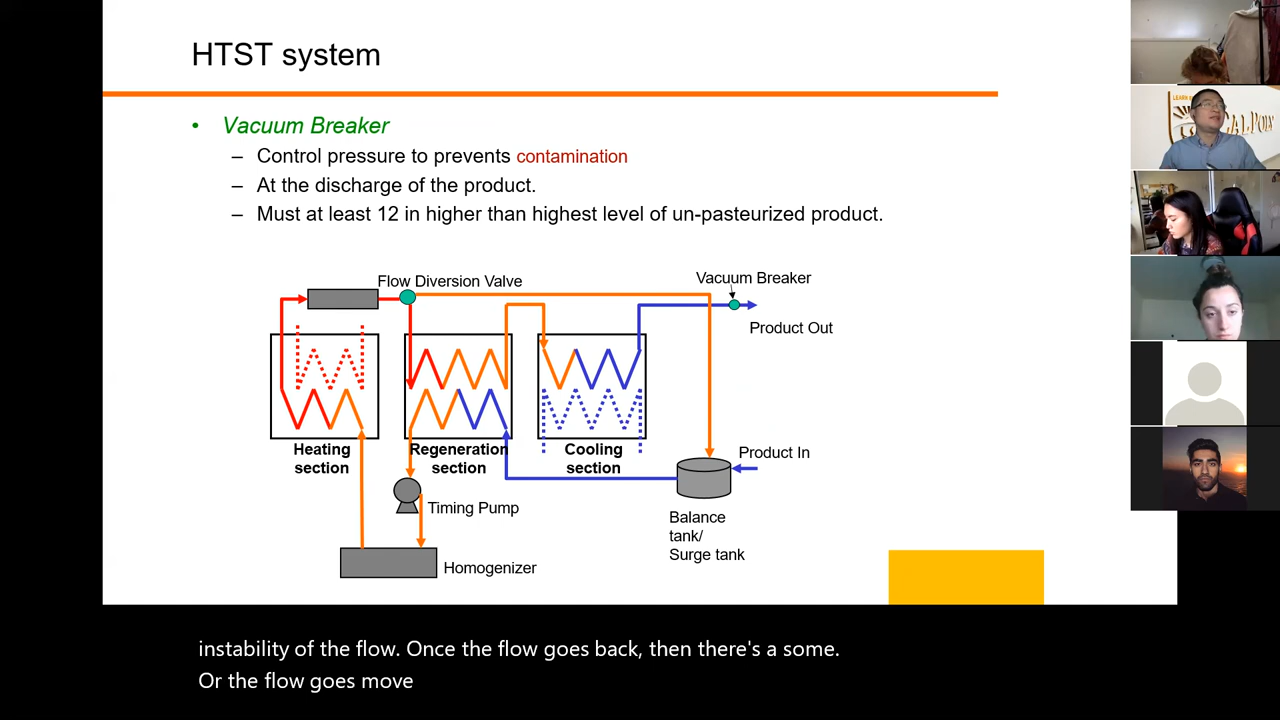 HTST system
• Vacuum Breaker
– Control pressure to prevents contamination
– At the discharge of the product.
– Must at least 12 in higher than highest level of un-pasteurized product.
Flow Diversion Valve
Vacuum Breaker
Product Out
Heating
section
Regeneration
section
Cooling
section
Product In
Timing Pump
Balance
tank/
Surge tank
Homogenizer
instability of the flow. Once the flow goes back, then there's a some.
Or the flow goes move